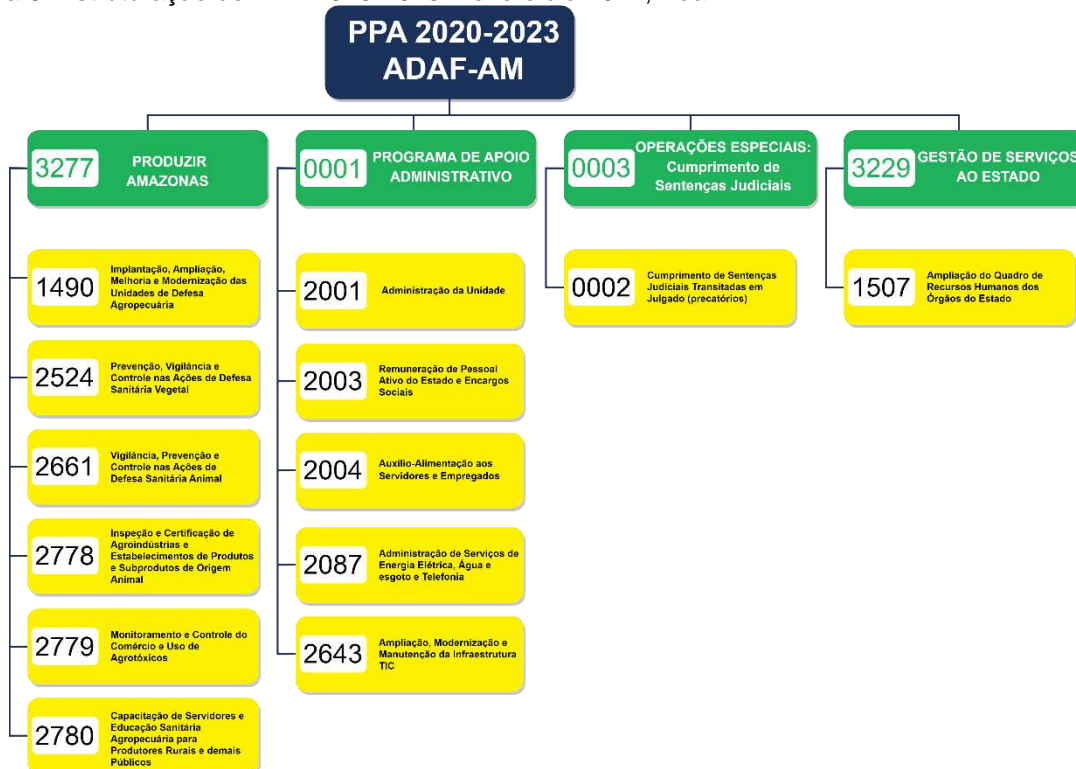 PPA 2020-2023
ADAF-AM
3277
PRODUZIR
AMAZONAS
0001
PROGRAMA DE APOIO
ADMINISTRATIVO
0003
OPERAÇÕES ESPECIAIS:
Cumprimento de
Sentenças Judiciais
3229
GESTÃO DE SERVIÇOS
AO ESTADO
1490
Implantação, Ampliação,
Melhoria e Modernização das
Unidades de Defesa
Agropecuária
2524
Prevenção, Vigilância e
Controle nas Ações de Defesa
Sanitária Vegetal
2661
Vigilância, Prevenção e
Controle nas Ações de
Defesa Sanitária Animal
2778
Inspeção e Certificação de
Agroindústrias e
Estabelecimentos de Produtos
e Subprodutos de Origem
Animal
2779
Monitoramento e Controle do
Comércio e Uso de
Agrotóxicos
2780
Capacitação de Servidores e
Educação Sanitária
Agropecuária para
Produtores Rurais e demais
Públicos
2001
Administração da Unidade
2003
Remuneração de Pessoal
Ativo do Estado e Encargos
Sociais
2004
Auxílio-Alimentação aos
Servidores e Empregados
2087
Administração de Serviços de
Energia Elétrica, Água e
esgoto e Telefonia
2643
Ampliação, Modernização e
Manutenção da Infraestrutura
TIC
0002
Cumprimento de Sentenças
Judiciais Transitadas em
Julgado (precatórios)
1507
Ampliação do Quadro de
Recursos Humanos dos
Órgãos do Estado